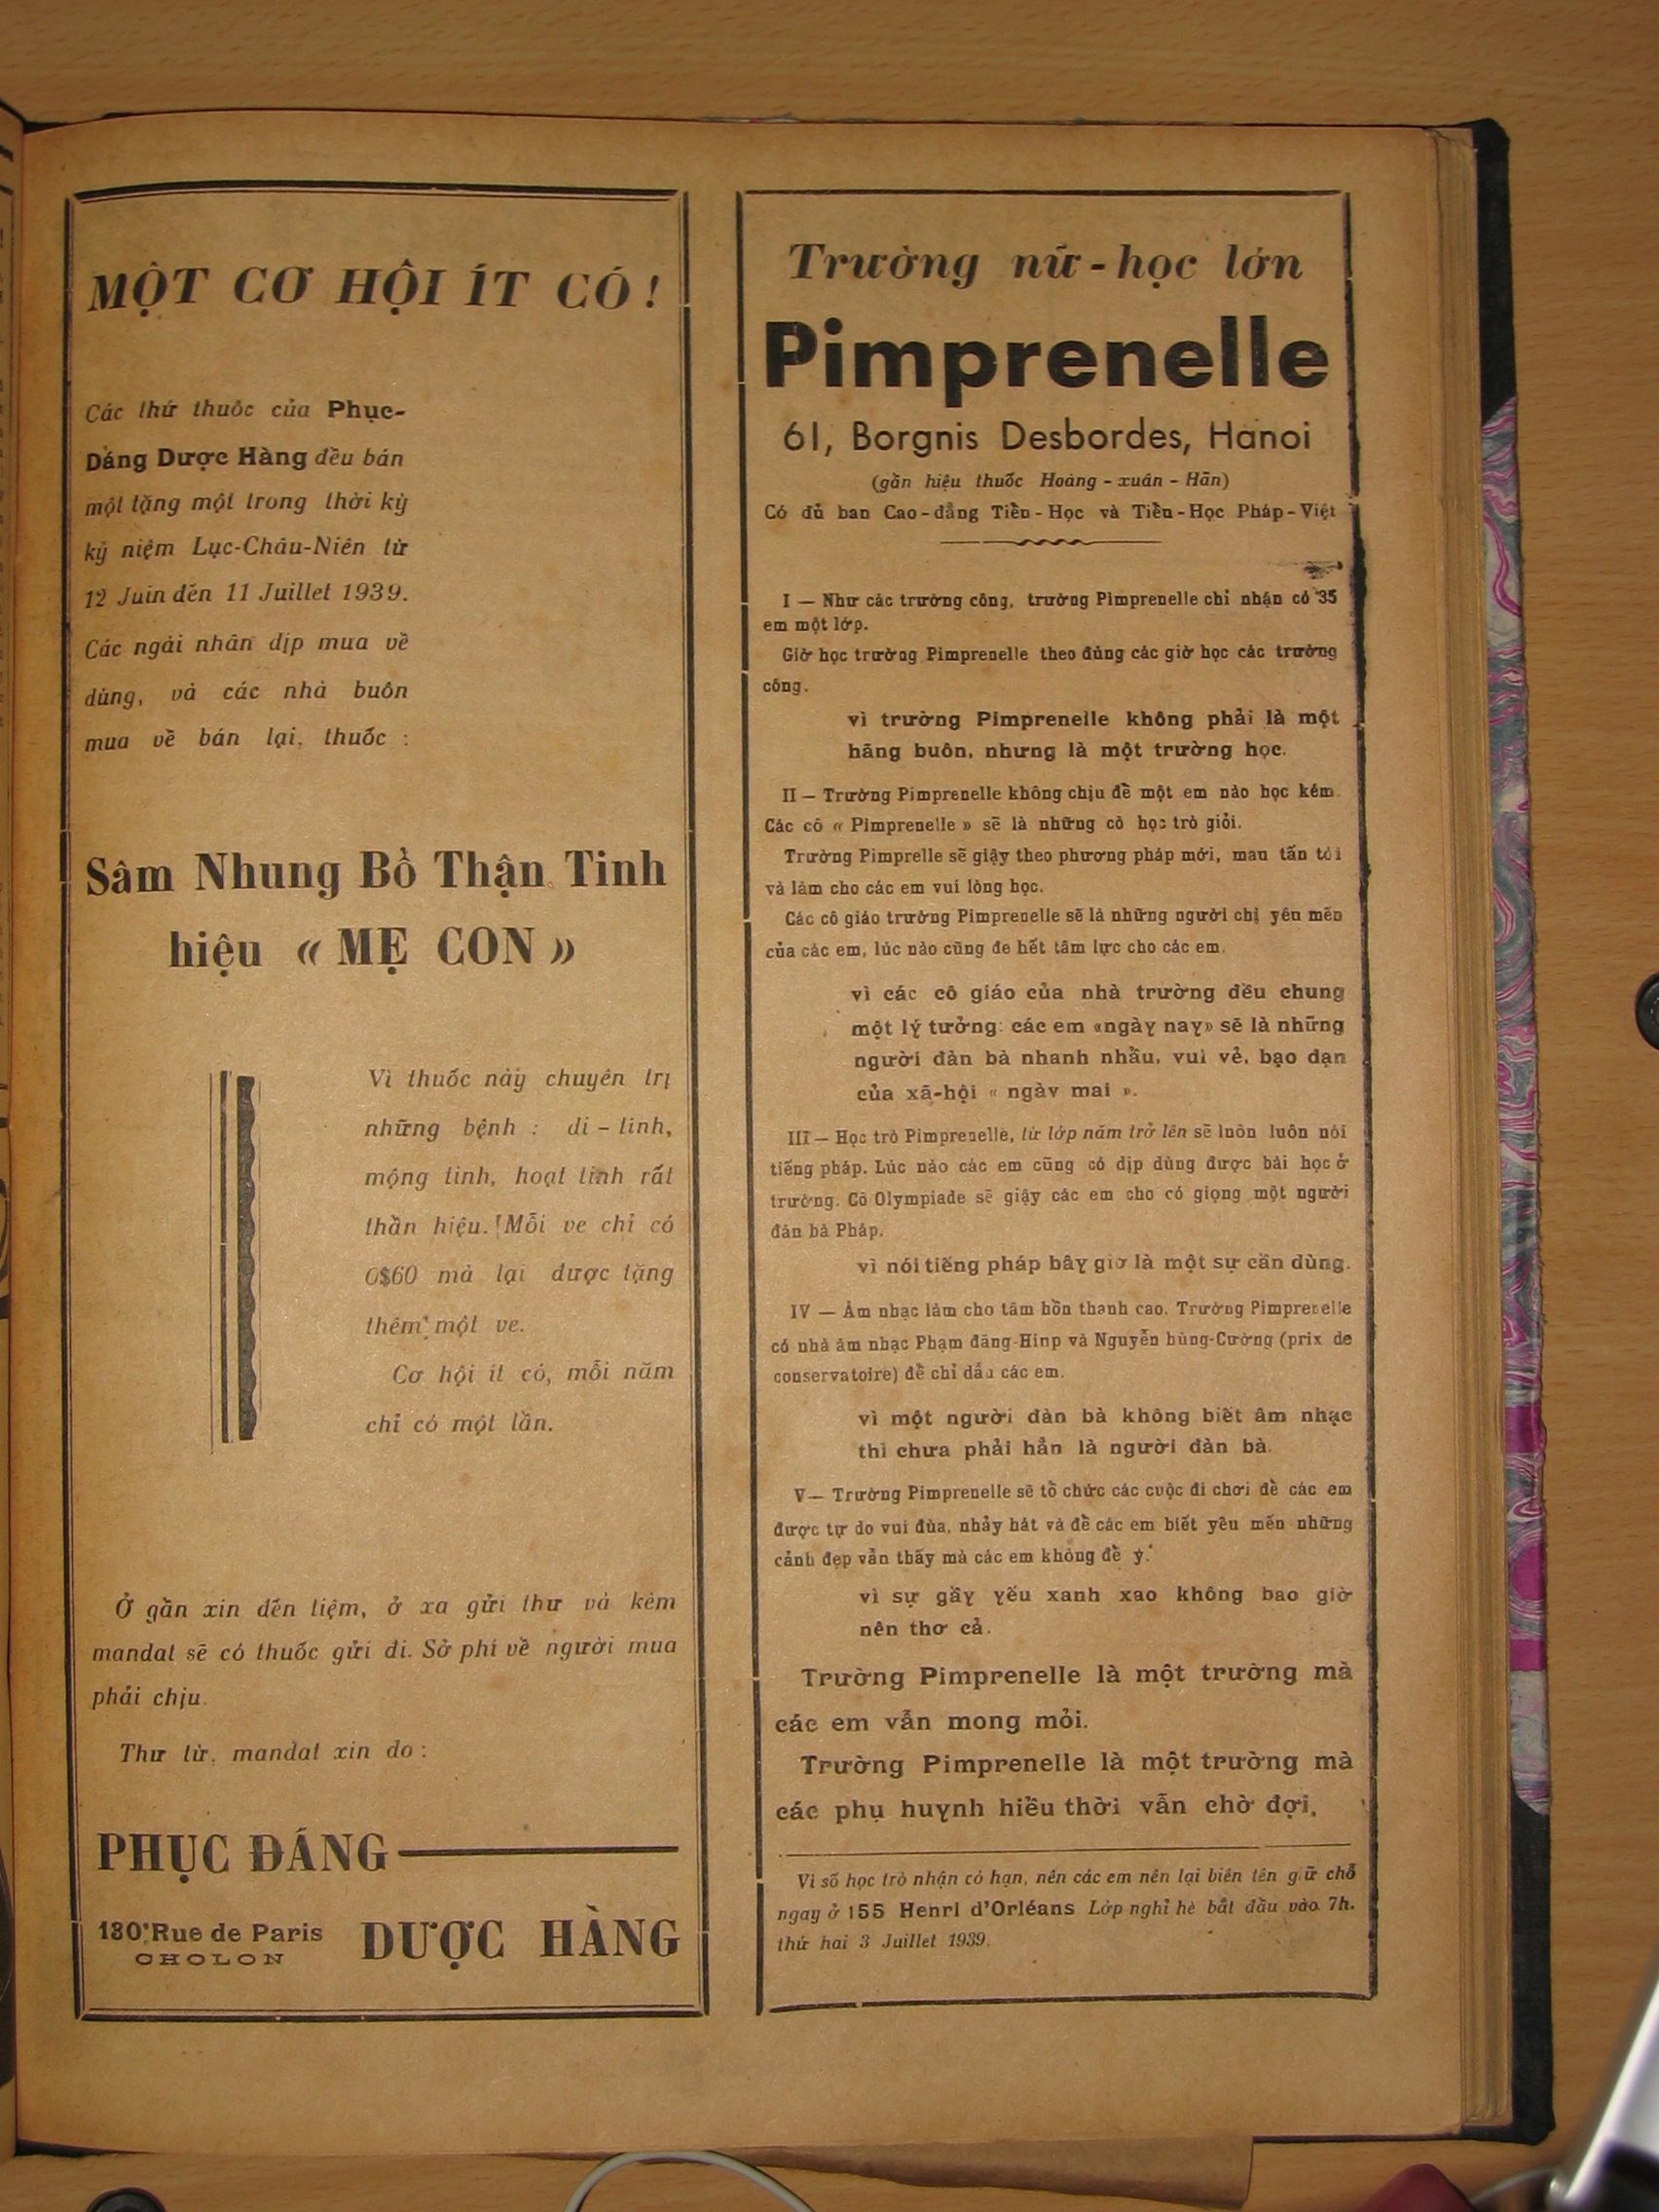 MỘT CƠ HỘI ÍT CÓ !
Các thứ thuôc của Phục-
Dảng Dược Hàng đều bán
một tặng một trong thời kỳ
kỷ niệm Lục-Châu-Niên từ
12 Juin đến 11 Juillet 1939.
Các ngài nhân dịp mua về
dùng, và các nhà buôn
mua về bán lại, thuốc :
Sâm Nhung Bổ Thận Tinh
hiệu « MẸ CON »
Vì thuốc này chuyên trị
những bệnh : di – tinh,
mộng tinh, hoạt tinh rất
thần hiệu. Mỗi ve chỉ có
0$60 mà lại được tặng
thêm một ve.
Cơ hội ít có, mỗi năm
chỉ có một lần.
Ở gần xin đến tiệm, ở xa gửi thư và kèm
mandat sẽ có thuốc gửi đi. Sở phí về người mua
phải chịu.
Thư từ, mandat xin do :
PHỤC ĐÁNG
180 Rue de Paris
CHOLON
DƯỢC HÀNG
Trường nữ-học lớn
Pimprenelle
61, Borgnis Desbordes, Hanoi
(gần hiệu thuốc Hoàng - xuân - Hãn)
Có đủ ban Cao-đẳng Tiểu-Học và Tiểu-Học Pháp-Việt
I — Như các trường công, trường Pimprenelle chỉ nhận có 35
em một lớp.
Giờ học trường Pimprenelle theo đúng các giờ học các trường
công.
vì trường Pimprenelle không phải là một
hãng buôn, nhưng là một trường học.
II — Trường Pimprenelle không chịu để một em nào học kém.
Các cô « Pimprenelle » sẽ là những cô học trò giỏi.
Trường Pimprelle sẽ giậy theo phương pháp mới, mau tấn tới
và làm cho các em vui lòng học.
Các cô giáo trường Pimprenelle sẽ là những người chị yêu mến
của các em, lúc nào cũng đe hết tâm lực cho các em.
vì các cô giáo của nhà trường đều chung
một lý tưởng: các em «ngày nay» sẽ là những
người đàn bà nhanh nhẩu, vui vẻ, bạo dạn
của xã-hội « ngày mai ».
III — Học trò Pimprenelle, từ lớp năm trở lên sẽ luôn luôn nói
tiếng pháp. Lúc nào các em cũng có dịp dùng được bài học ở
trường. Cô Olympiade sẽ giậy các em cho có giọng một người
đàn bà Pháp.
vì nói tiếng pháp bây giờ là một sự cần dùng.
IV — Âm nhạc làm cho tâm hồn thanh cao. Trường Pimprenelle
có nhà âm nhạc Phạm đăng-Hinp và Nguyễn hùng-Cường (prix de
conservatoire) để chỉ dẫn các em.
vì một người đàn bà không biết âm nhạc
thì chưa phải hẳn là người đàn bà.
V— Trường Pimprenelle sẽ tổ chức các cuộc đi chơi để các em
được tự do vui đùa, nhảy hát và để các em biết yêu mến những
cảnh đẹp vẫn thấy mà các em không để ý.
vì sự gầy yếu xanh xao không bao giờ
nên thơ cả.
Trường Pimprenelle là một trường mà
các em vẫn mong mỏi.
Trường Pimprenelle là một trường mà
các phụ huynh hiểu thời vẫn chờ đợi,
Vì số học trò nhận có hạn, nên các em nên lại biên tên giữ chỗ
ngay ở 155 Henri d'Orléans Lớp nghỉ hè bắt đầu vào 7h.
thứ hai 3 Juillet 1939.